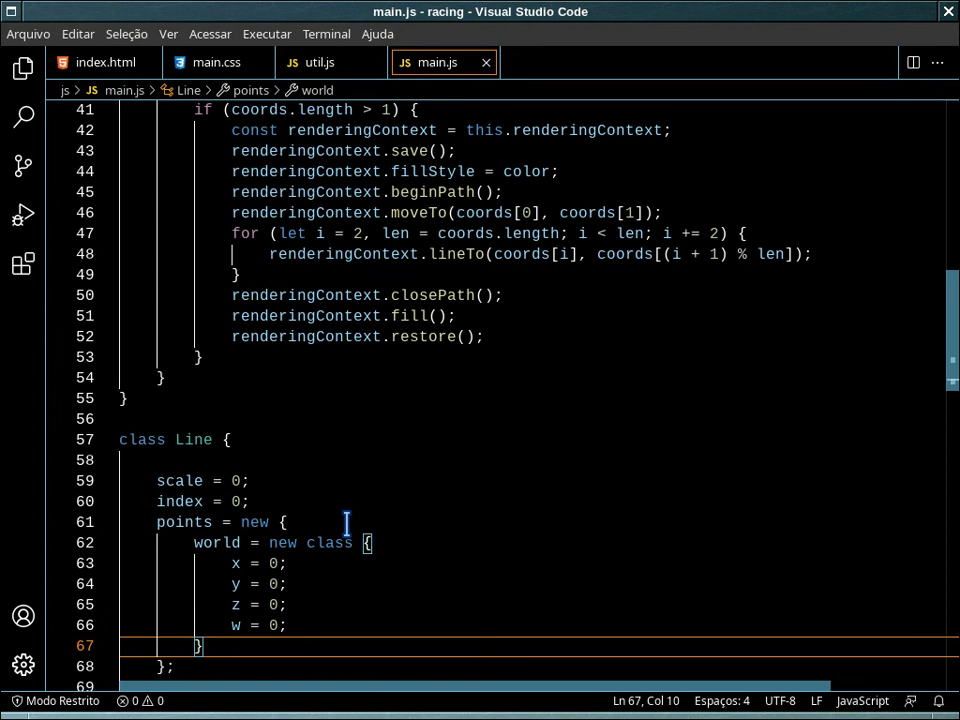 main.js - racing - Visual Studio Code
Arquivo Editar Seleção Ver Acessar Executar Terminal Ajuda
index.html main.css JS util.js JS main.js
js > JS main.js > Line > points > world
41 if (coords.length > 1) {
42 const renderingContext = this.renderingContext;
43 renderingContext.save();
44 renderingContext.fillStyle = color;
45 renderingContext.beginPath();
46 renderingContext.moveTo(coords[0], coords[1]);
47 for (let i = 2, len = coords.length; i < len; i += 2) {
48 renderingContext.lineTo(coords[i], coords[(i + 1) % len]);
49 }
50 renderingContext.closePath();
51 renderingContext.fill();
52 renderingContext.restore();
53 }
54 }
55 }
56
57 class Line {
58
59 scale = 0;
60 index = 0;
61 points = new {
62 world = new class {
63 x = 0;
64 y = 0;
65 z = 0;
66 w = 0;
67 }
68 };
69
Modo Restrito 0 0 Ln 67, Col 10 Espaços: 4 UTF-8 LF JavaScript